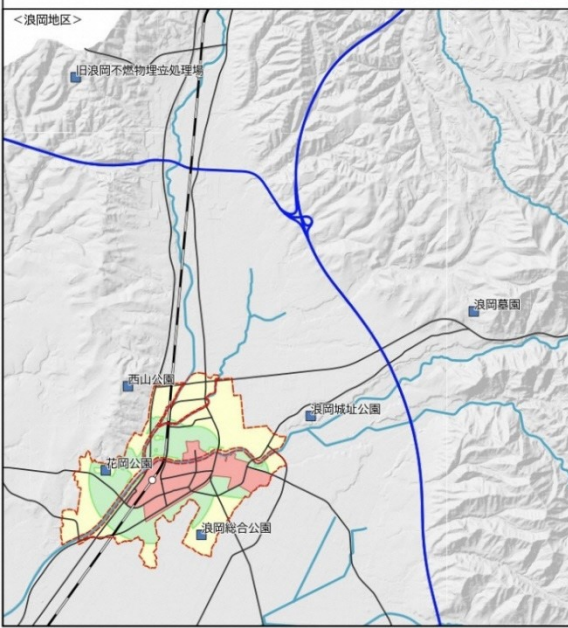 <浪岡地区>
旧浪岡不燃物埋立処理場
浪岡墓園
西山公園
浪岡城址公園
花岡公園
浪岡総合公園